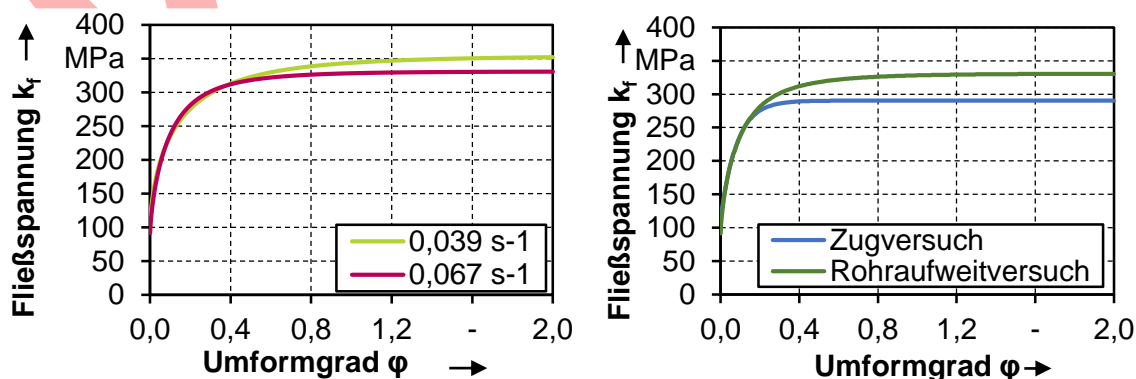 Fließspannung k_f
400
MPa
300
250
200
150
100
50
0
0,039 s-1
0,067 s-1
0,0 0,4 0,8 1,2 - 2,0
Umformgrad φ
Fließspannung k_f
400
MPa
300
250
200
150
100
50
0
Zugversuch
Rohraufweitversuch
0,0 0,4 0,8 1,2 - 2,0
Umformgrad φ